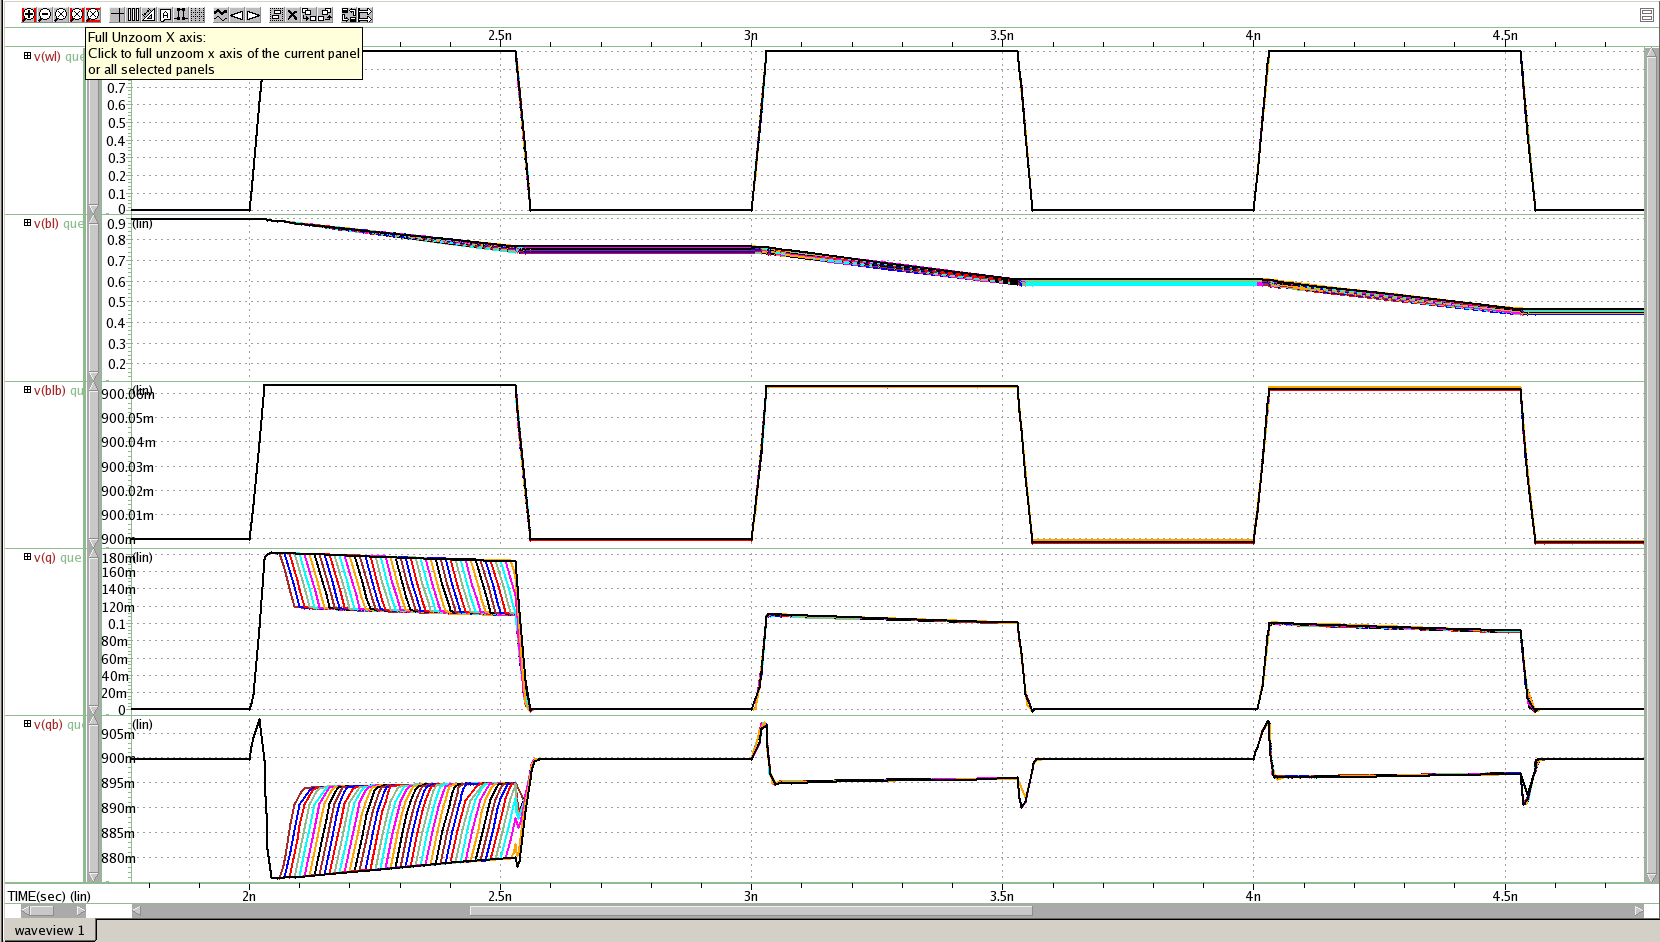 Full Unzoom X axis:
Click to full unzoom x axis of the current panel
or all selected panels
2.5n 3n 3.5n 4n 4.5n
v(wl) que
0.7
0.6
0.5
0.4
0.3
0.2
0.1
0
v(bl) que
(lin)
0.9
0.8
0.7
0.6
0.5
0.4
0.3
0.2
v(blb) qu
(lin)
900.06m
900.05m
900.04m
900.03m
900.02m
900.01m
900m
v(q) que
(lin)
180m
160m
140m
120m
0.1
80m
60m
40m
20m
0
v(qb) que
(lin)
905m
900m
895m
890m
885m
880m
TIME(sec) (lin)
2n 2.5n 3n 3.5n 4n 4.5n
waveview 1